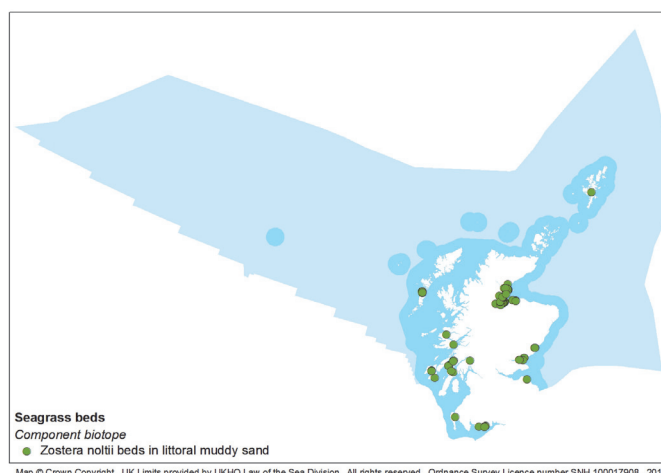 Seagrass beds
Component biotope
Zostera noltii beds in littoral muddy sand
Map © Crown Copyright. UK Limits provided by UKHO Law of the Sea Division. All rights reserved. Ordnance Survey Licence number SNH 100017908